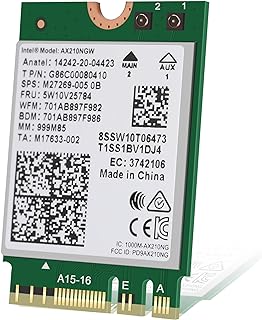 2
1
Intel® Model: AX210NGW
Anatel: 14242-20-04423
T P/N: G86C00080410
SPS: M27269-005 0B
FRU: 5W10V25784
WFM: 701AB897F982
BDM: 701AB897F986
MM: 999M85
TA: M17633-002
MAIN
2
AUX
1
8SSW10T06473
T1SS1BV1DJ4
EC: 3742106
Made in China
IC: 1000M-AX210NG
FCC ID: PD9AX210NG
A15-16
E
A